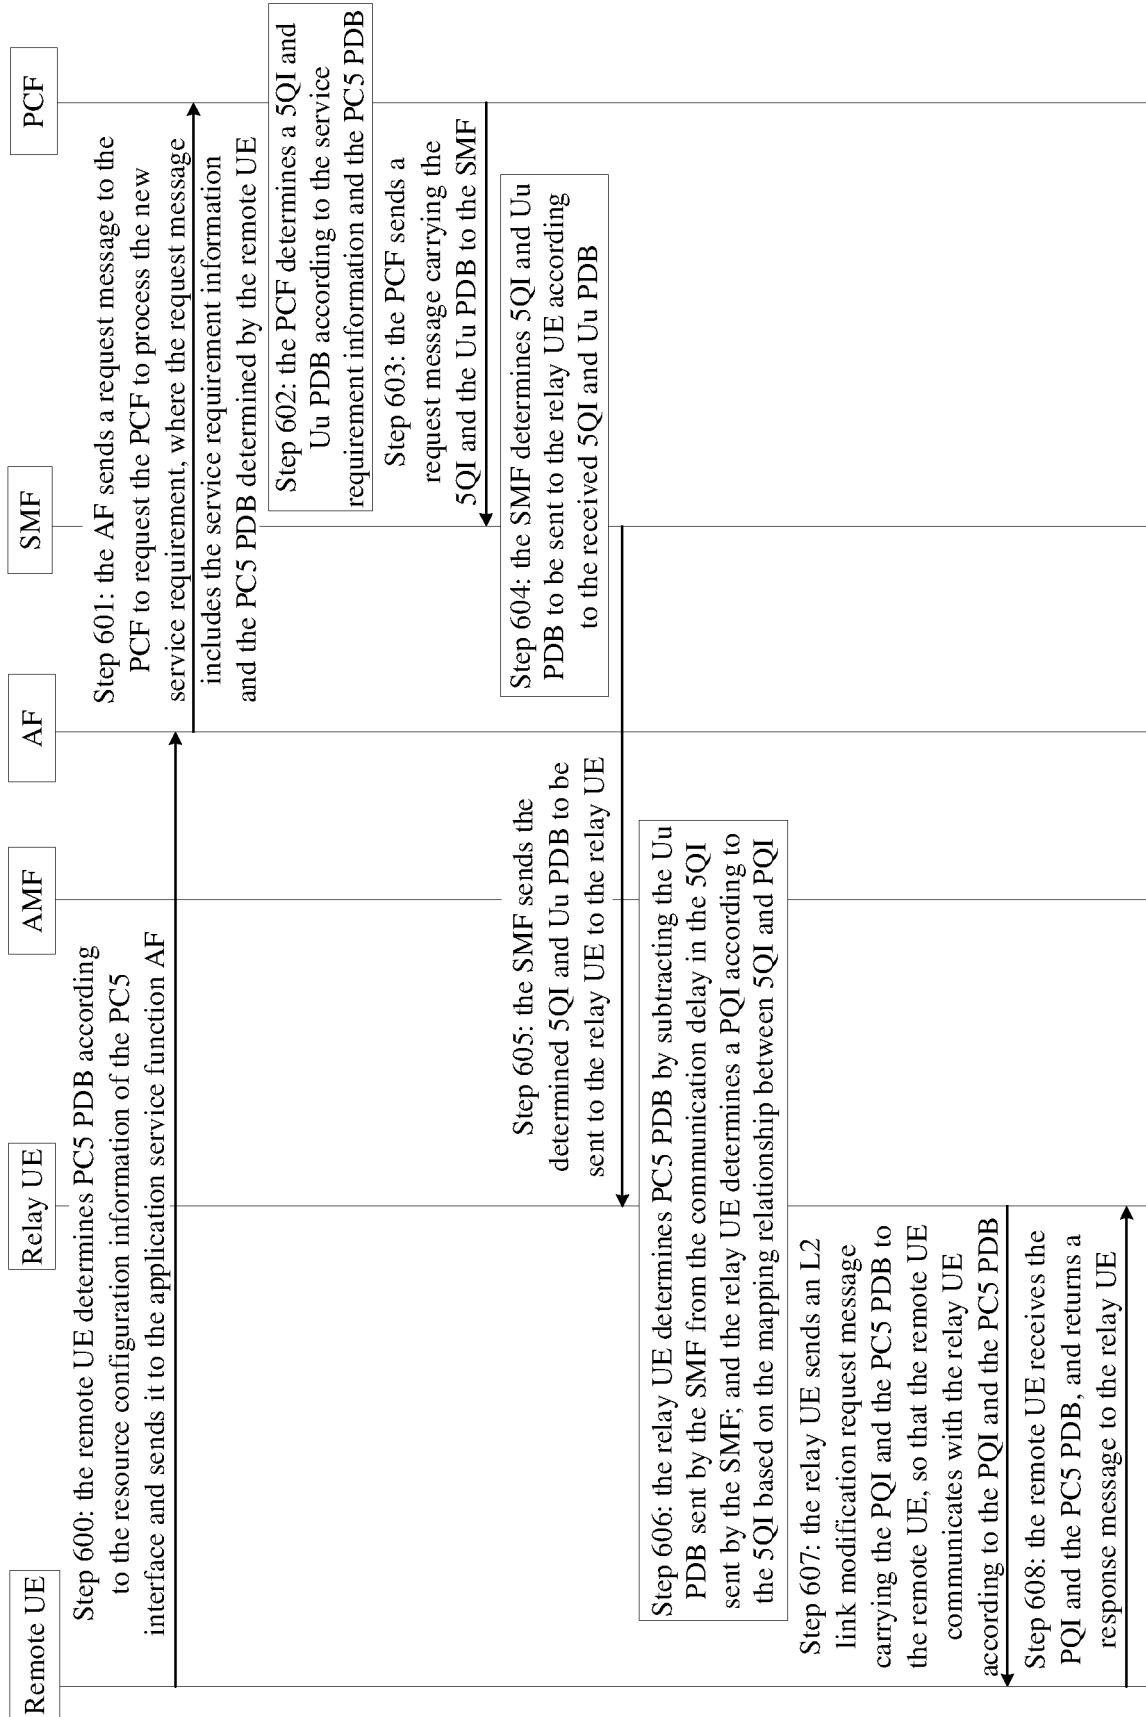 Remote UE
Relay UE
AMF
AF
SMF
PCF
Step 600: the remote UE determines PC5 PDB according
to the resource configuration information of the PC5
interface and sends it to the application service function AF
Step 601: the AF sends a request message to the
PCF to request the PCF to process the new
service requirement, where the request message
includes the service requirement information
and the PC5 PDB determined by the remote UE
Step 602: the PCF determines a 5QI and
Uu PDB according to the service
requirement information and the PC5 PDB
Step 603: the PCF sends a
request message carrying the
5QI and the Uu PDB to the SMF
Step 604: the SMF determines 5QI and Uu
PDB to be sent to the relay UE according
to the received 5QI and Uu PDB
Step 605: the SMF sends the
determined 5QI and Uu PDB to be
sent to the relay UE to the relay UE
Step 606: the relay UE determines PC5 PDB by subtracting the Uu
PDB sent by the SMF from the communication delay in the 5QI
sent by the SMF; and the relay UE determines a PQI according to
the 5QI based on the mapping relationship between 5QI and PQI
Step 607: the relay UE sends an L2
link modification request message
carrying the PQI and the PC5 PDB to
the remote UE, so that the remote UE
communicates with the relay UE
according to the PQI and the PC5 PDB
Step 608: the remote UE receives the
PQI and the PC5 PDB, and returns a
response message to the relay UE